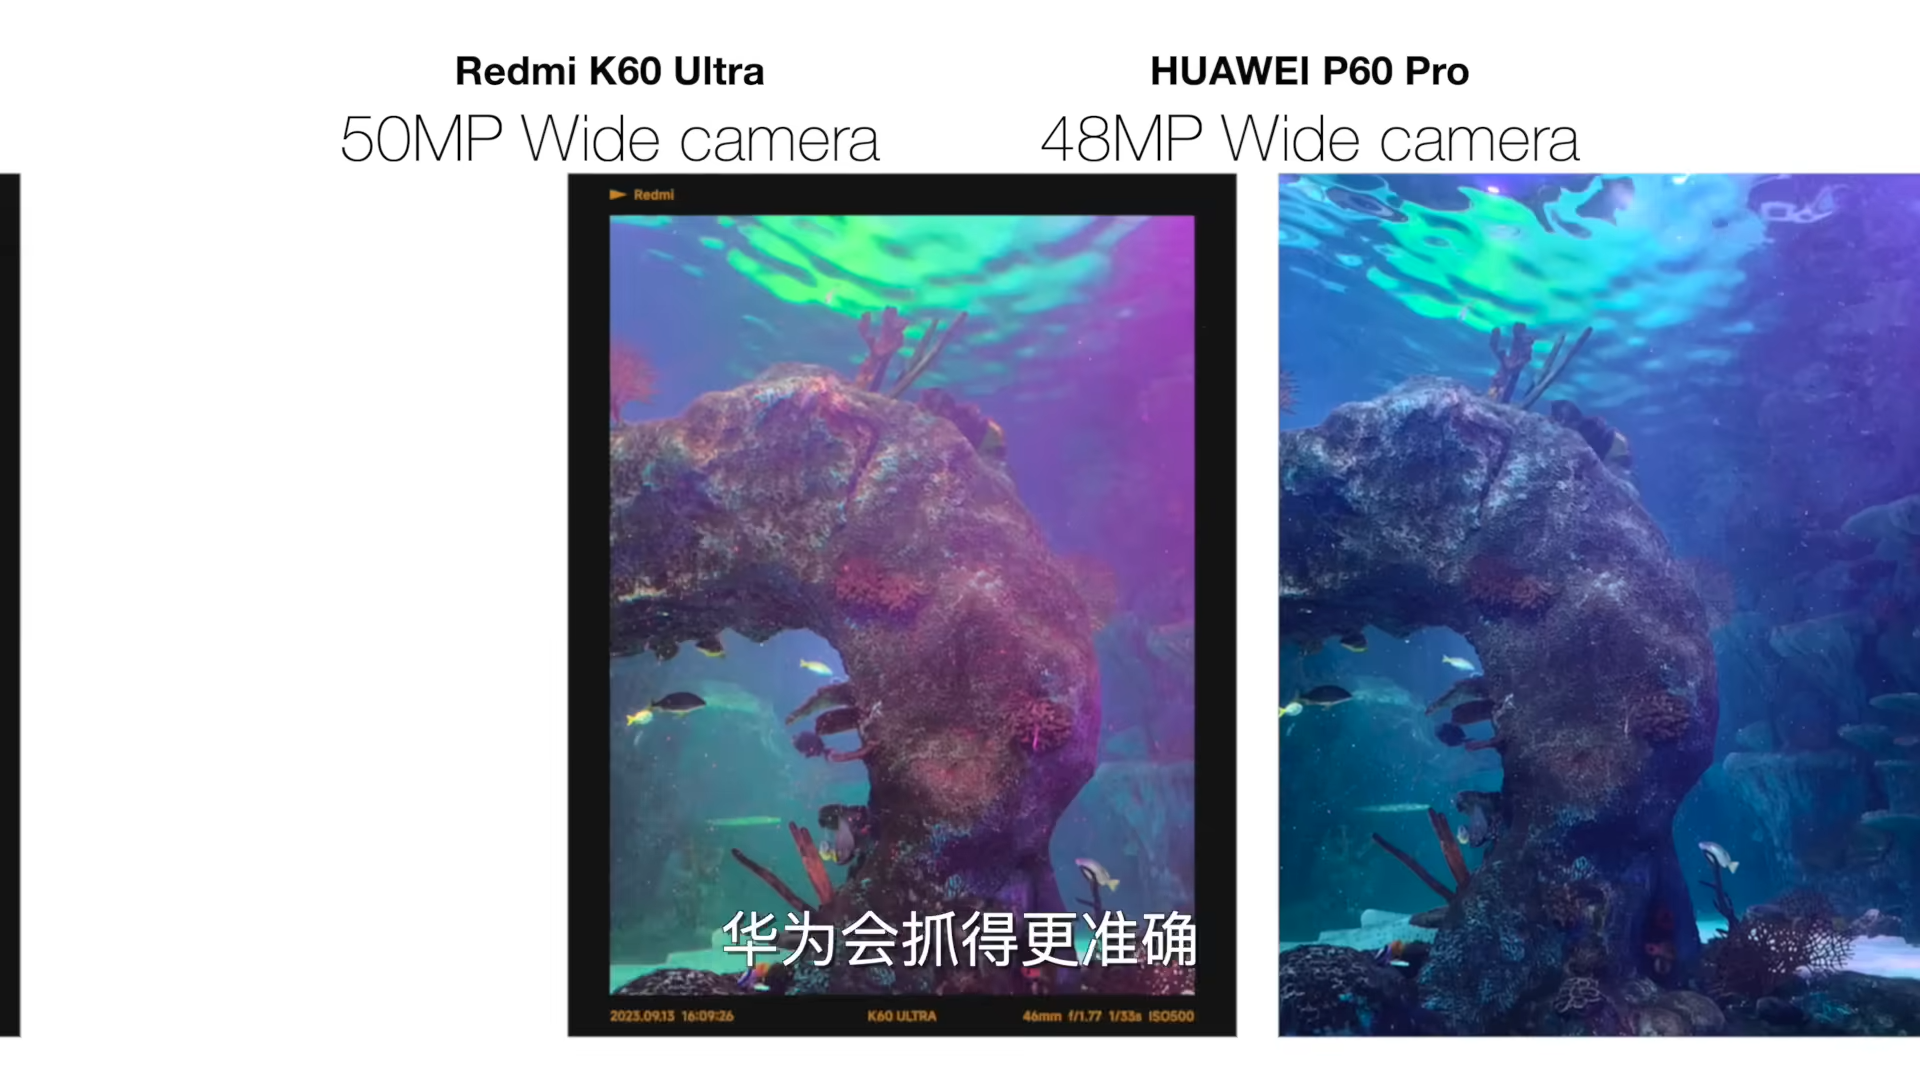 Redmi K60 Ultra
50MP Wide camera
HUAWEI P60 Pro
48MP Wide camera
Redmi
华为会抓得更准确
2023.09.13 16:09:26
K60 ULTRA
46mm f/1.77 1/33s ISO500